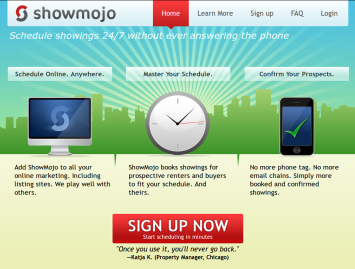 showmojo
Home Learn More Sign up FAQ Login
Schedule showings 24/7 without ever answering the phone
Schedule Online. Anywhere.
Master Your Schedule.
Confirm Your Prospects.
Add ShowMojo to all your
online marketing. Including
listing sites. We play well with
others.
ShowMojo books showings for
prospective renters and buyers
to fit your schedule. And
theirs.
No more phone tag. No more
email chains. Simply more
booked and confirmed
showings.
SIGN UP NOW
Start scheduling in minutes
"Once you use it, you'll never go back."
—Katja K. (Property Manager, Chicago)